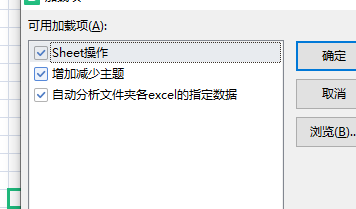 可用加载项(A):
Sheet操作
增加减少主题
自动分析文件夹各excel的指定数据
确定
取消
浏览(B)..